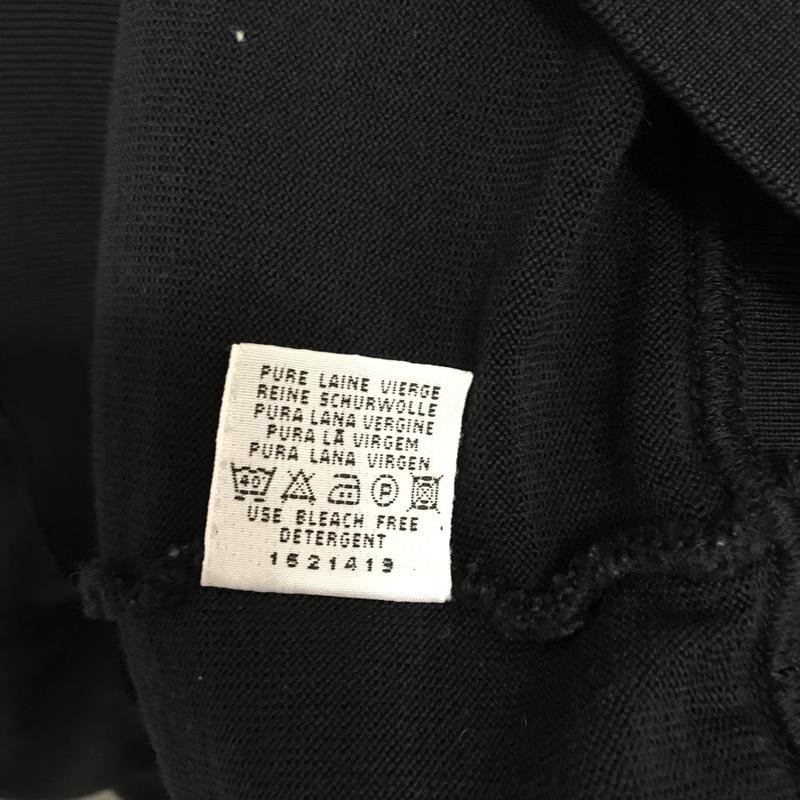 PURE LAINE VIERGE
REINE SCHURWOLLE
PURA LANA VERGINE
PURA LÃ VIRGEM
PURA LANA VIRGEN
40 P
USE BLEACH FREE
DETERGENT
1621419